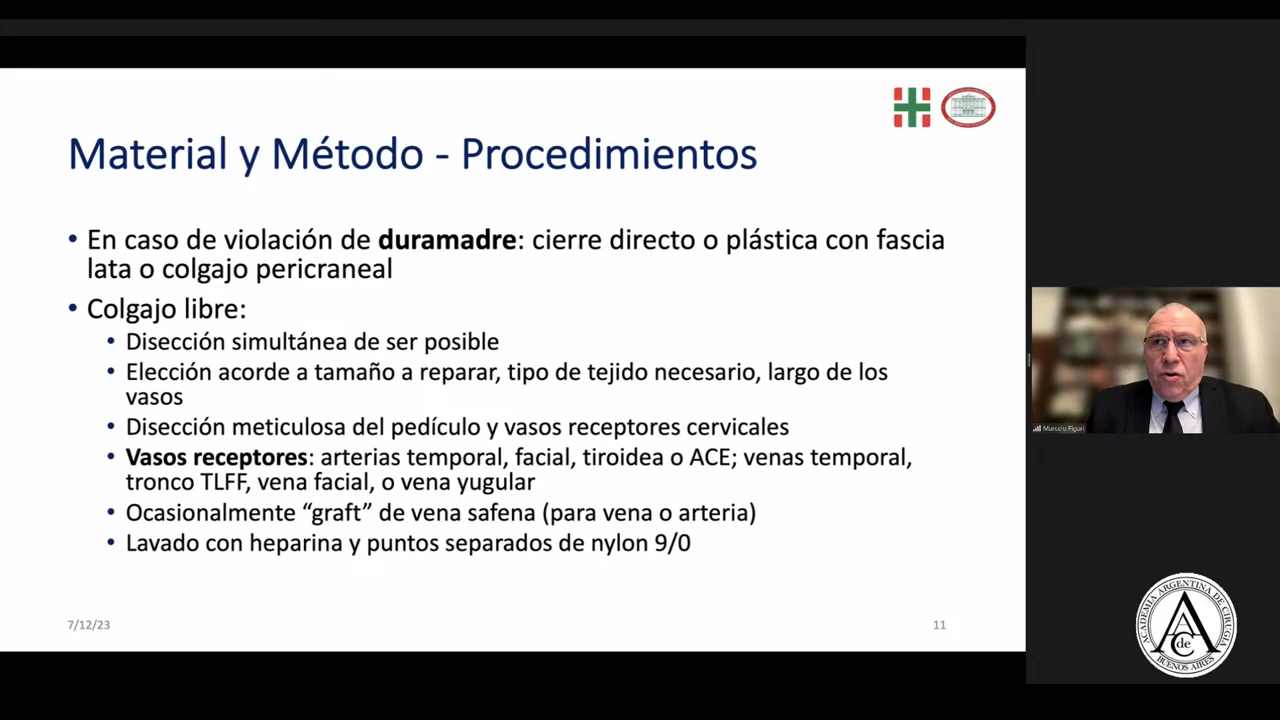 Material y Método - Procedimientos
• En caso de violación de duramadre: cierre directo o plástica con fascia
lata o colgajo pericraneal
• Colgajo libre:
• Disección simultánea de ser posible
• Elección acorde a tamaño a reparar, tipo de tejido necesario, largo de los
vasos
• Disección meticulosa del pedículo y vasos receptores cervicales
• Vasos receptores: arterias temporal, facial, tiroidea o ACE; venas temporal,
tronco TLFF, vena facial, o vena yugular
• Ocasionalmente “graft” de vena safena (para vena o arteria)
• Lavado con heparina y puntos separados de nylon 9/0
7/12/23
11
Marcelo Figari
ACADEMIA ARGENTINA DE CIRUGIA
A
C
de
BUENOS AIRES